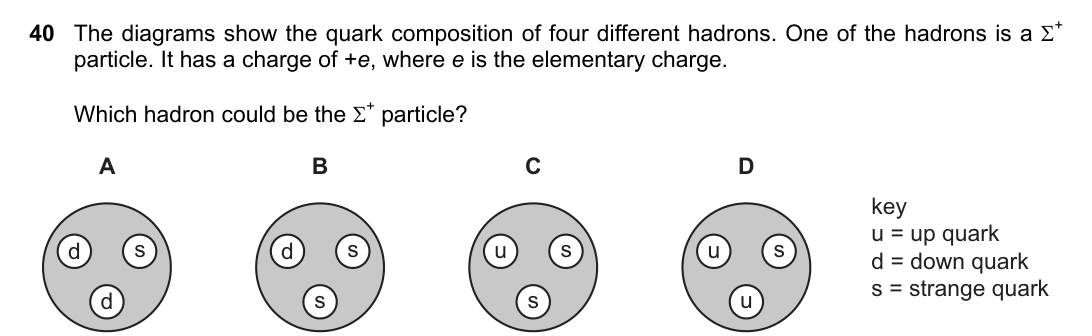 40 The diagrams show the quark composition of four different hadrons. One of the hadrons is a Σ⁺
particle. It has a charge of +e, where e is the elementary charge.
Which hadron could be the Σ⁺ particle?
A B C D
key
u = up quark
d = down quark
s = strange quark
d s d s u s u s
d s s u